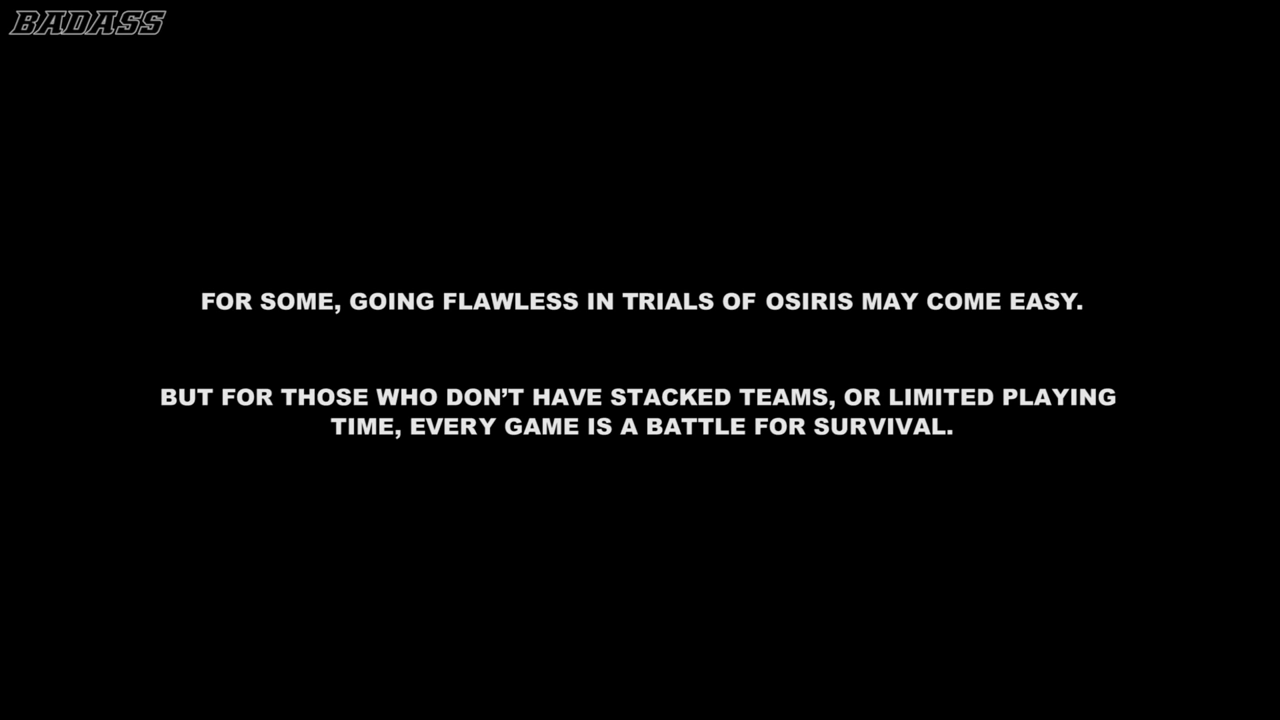 BADASS
FOR SOME, GOING FLAWLESS IN TRIALS OF OSIRIS MAY COME EASY.
BUT FOR THOSE WHO DON’T HAVE STACKED TEAMS, OR LIMITED PLAYING
TIME, EVERY GAME IS A BATTLE FOR SURVIVAL.